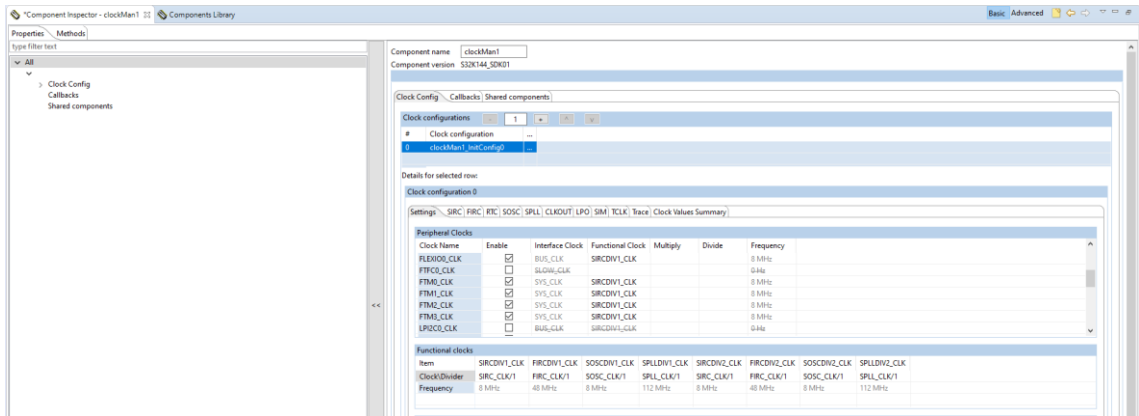 *Component Inspector - clockMan1 Components Library Basic Advanced
Properties Methods
type filter text
All
Clock Config
Callbacks
Shared components
<<
Component name clockMan1
Component version S32K144_SDK01
Clock Config Callbacks Shared components
Clock configurations - 1 + ^ v
# Clock configuration ...
0 clockMan1_InitConfig0 ...
Details for selected row:
Clock configuration 0
Settings SIRC FIRC RTC SOSC SPLL CLKOUT LPO SIM TCLK Trace Clock Values Summary
Peripheral Clocks
Clock Name Enable Interface Clock Functional Clock Multiply Divide Frequency
FLEXIO0_CLK BUS_CLK SIRCDIV1_CLK 8 MHz
FTFC0_CLK SLOW_CLK 0 Hz
FTM0_CLK SYS_CLK SIRCDIV1_CLK 8 MHz
FTM1_CLK SYS_CLK SIRCDIV1_CLK 8 MHz
FTM2_CLK SYS_CLK SIRCDIV1_CLK 8 MHz
FTM3_CLK SYS_CLK SIRCDIV1_CLK 8 MHz
LPI2C0_CLK BUS_CLK SIRCDIV1_CLK 0 Hz
Functional clocks
Item SIRCDIV1_CLK FIRCDIV1_CLK SOSCDIV1_CLK SPLLDIV1_CLK SIRCDIV2_CLK FIRCDIV2_CLK SOSCDIV2_CLK SPLLDIV2_CLK
Clock\Divider SIRC_CLK/1 FIRC_CLK/1 SOSC_CLK/1 SPLL_CLK/1 SIRC_CLK/1 FIRC_CLK/1 SOSC_CLK/1 SPLL_CLK/1
Frequency 8 MHz 48 MHz 8 MHz 112 MHz 8 MHz 48 MHz 8 MHz 112 MHz